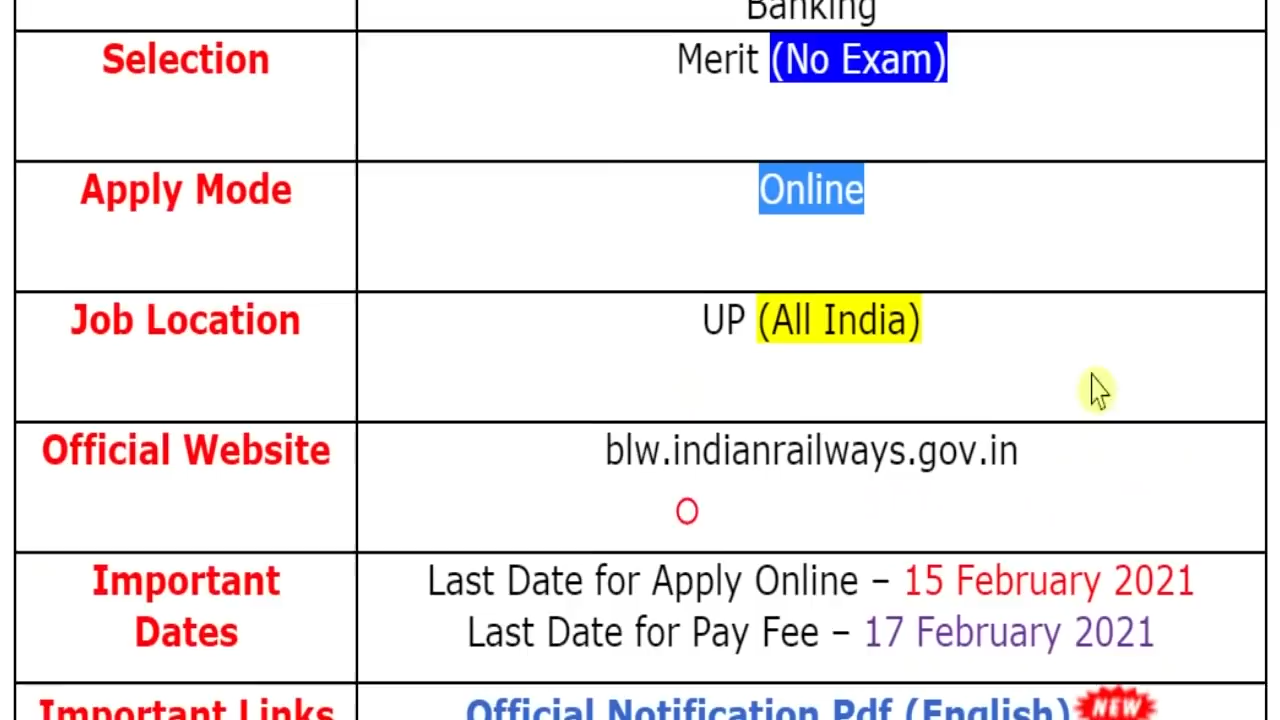 Banking
Selection
Merit (No Exam)
Apply Mode
Online
Job Location
UP (All India)
Official Website
blw.indianrailways.gov.in
O
Important
Dates
Last Date for Apply Online – 15 February 2021
Last Date for Pay Fee – 17 February 2021
Important Links
Official Notification Pdf (English) NEW